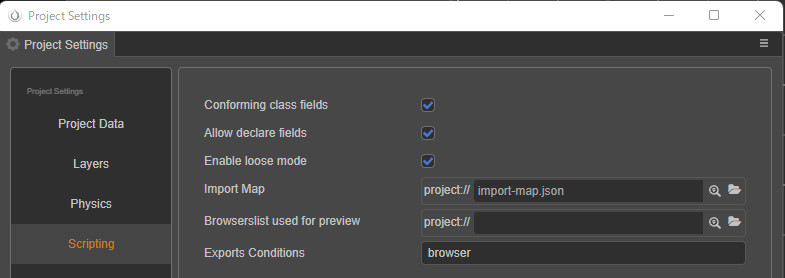 Project Settings
Project Settings
Project Settings
Project Data
Layers
Physics
Scripting
Conforming class fields
Allow declare fields
Enable loose mode
Import Map project:// import-map.json
Browserslist used for preview project://
Exports Conditions browser